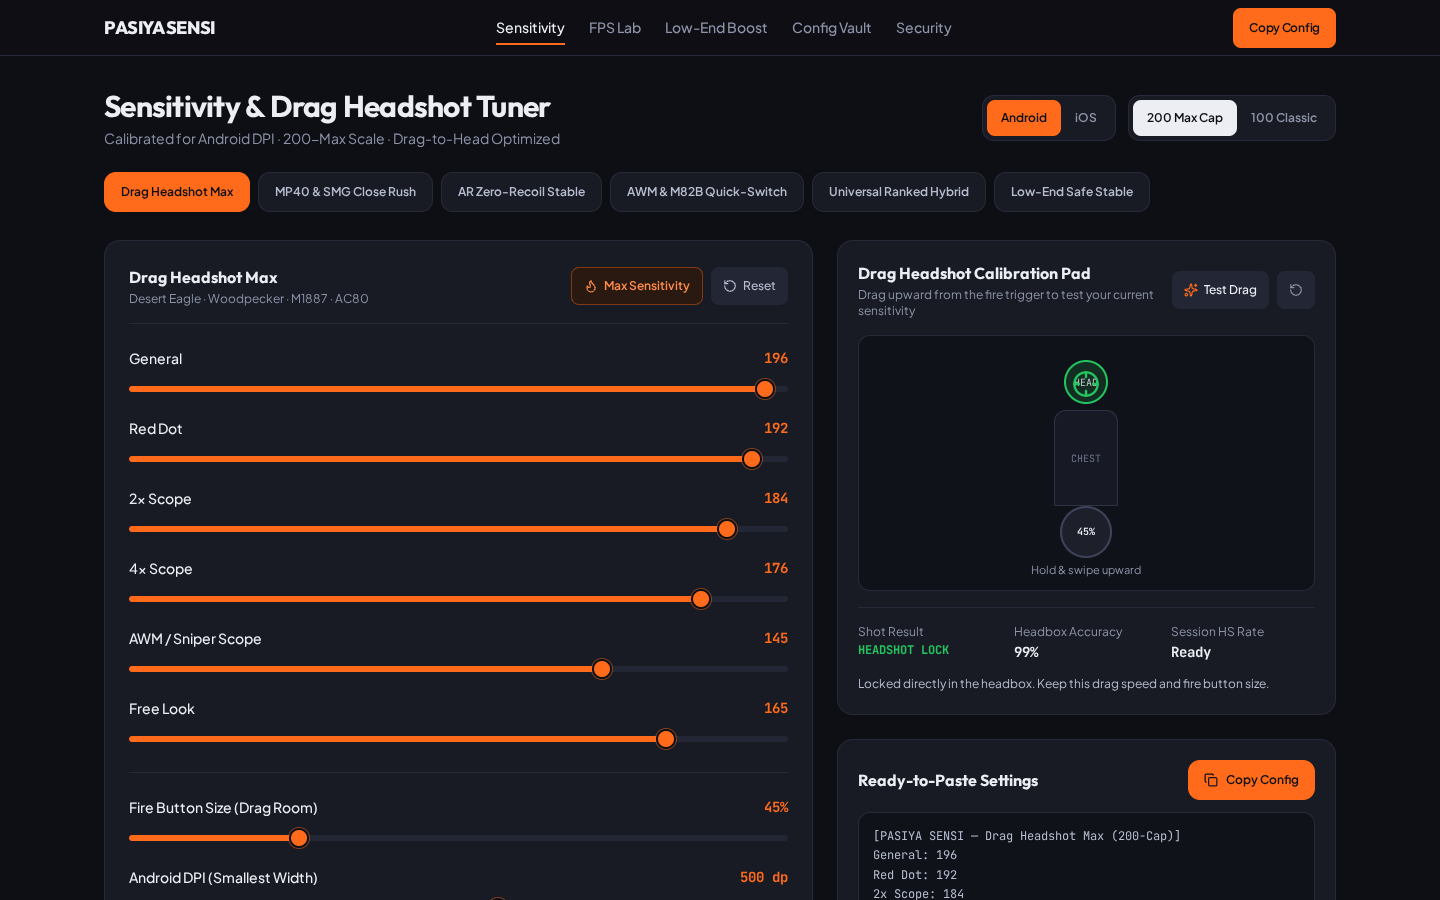 PASIYA SENSI
Sensitivity
FPS Lab
Low-End Boost
Config Vault
Security
Copy Config
Sensitivity & Drag Headshot Tuner
Calibrated for Android DPI · 200-Max Scale · Drag-to-Head Optimized
Android
iOS
200 Max Cap
100 Classic
Drag Headshot Max
MP40 & SMG Close Rush
AR Zero-Recoil Stable
AWM & M82B Quick-Switch
Universal Ranked Hybrid
Low-End Safe Stable
Drag Headshot Max
Desert Eagle · Woodpecker · M1887 · AC80
Max Sensitivity
Reset
General
196
Red Dot
192
2x Scope
184
4x Scope
176
AWM / Sniper Scope
145
Free Look
165
Fire Button Size (Drag Room)
45%
Android DPI (Smallest Width)
500 dp
Drag Headshot Calibration Pad
Drag upward from the fire trigger to test your current
sensitivity
Test Drag
HEAD
CHEST
45%
Hold & swipe upward
Shot Result
HEADSHOT LOCK
Headbox Accuracy
99%
Session HS Rate
Ready
Locked directly in the headbox. Keep this drag speed and fire button size.
Ready-to-Paste Settings
Copy Config
[PASIYA SENSI — Drag Headshot Max (200-Cap)]
General: 196
Red Dot: 192
2x Scope: 184